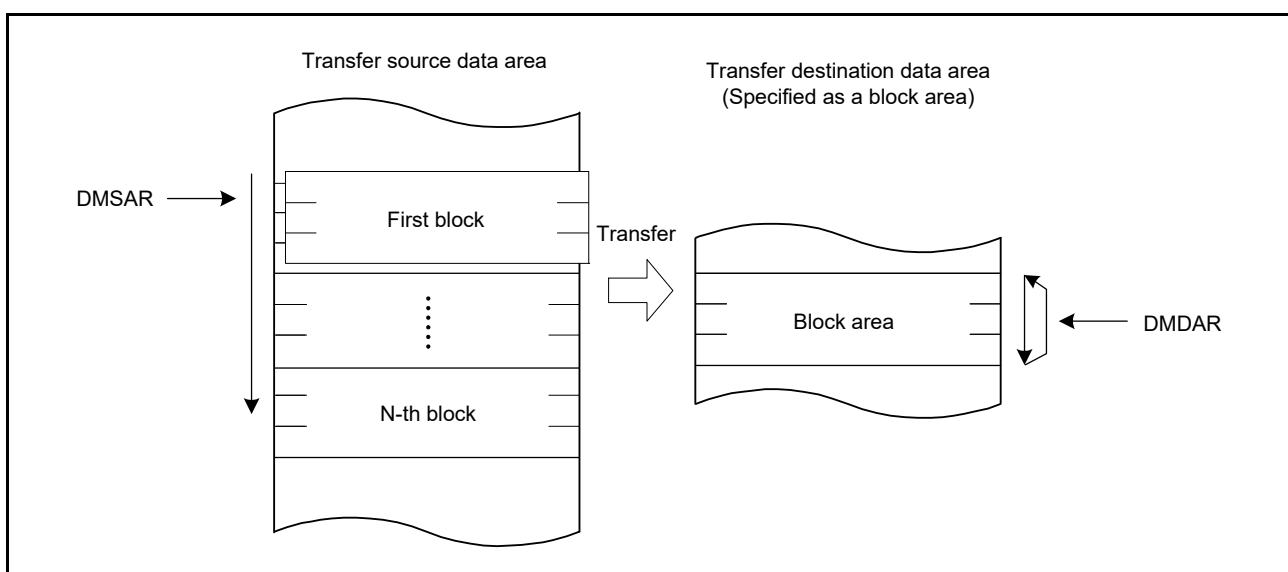 Transfer source data area
Transfer destination data area
(Specified as a block area)
DMSAR
First block
Transfer
Block area
DMDAR
N-th block